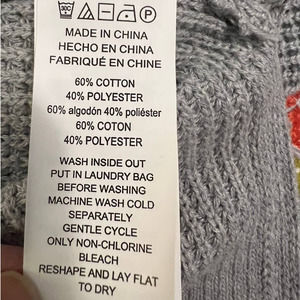 MADE IN CHINA
HECHO EN CHINA
FABRIQUÉ EN CHINE
60% COTTON
40% POLYESTER
60% algodón 40% poliéster
60% COTON
40% POLYESTER
WASH INSIDE OUT
PUT IN LAUNDRY BAG
BEFORE WASHING
MACHINE WASH COLD
SEPARATELY
GENTLE CYCLE
ONLY NON-CHLORINE
BLEACH
RESHAPE AND LAY FLAT
TO DRY